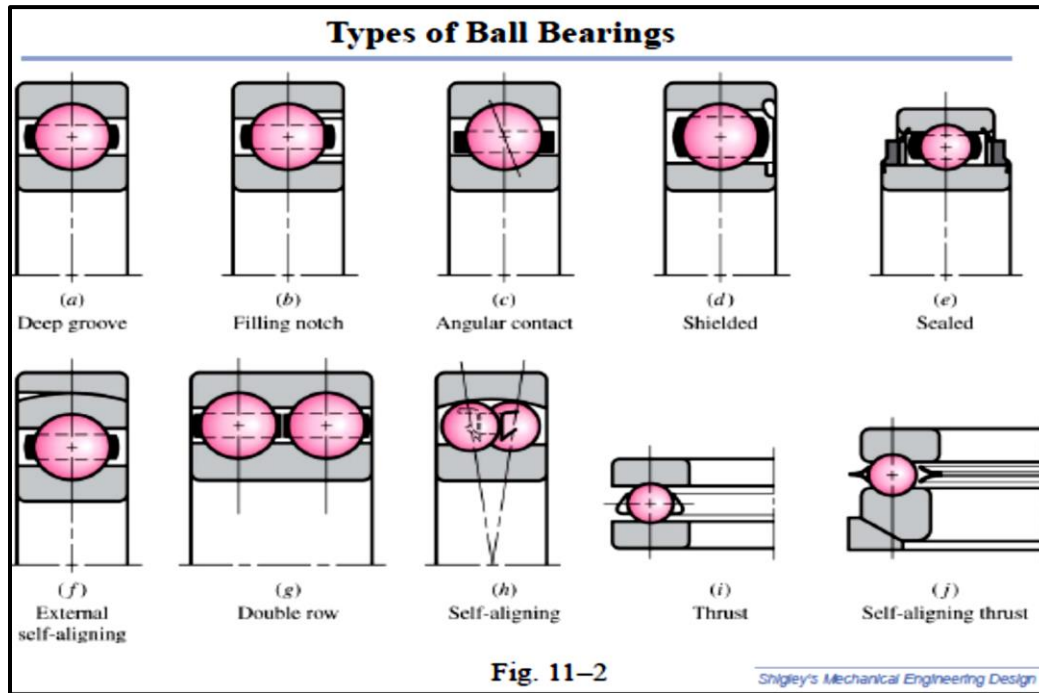 Types of Ball Bearings
(a)
Deep groove
(b)
Filling notch
(c)
Angular contact
(d)
Shielded
(e)
Sealed
(f)
External
self-aligning
(g)
Double row
(h)
Self-aligning
(i)
Thrust
(j)
Self-aligning thrust
Fig. 11–2
Shigley's Mechanical Engineering Design